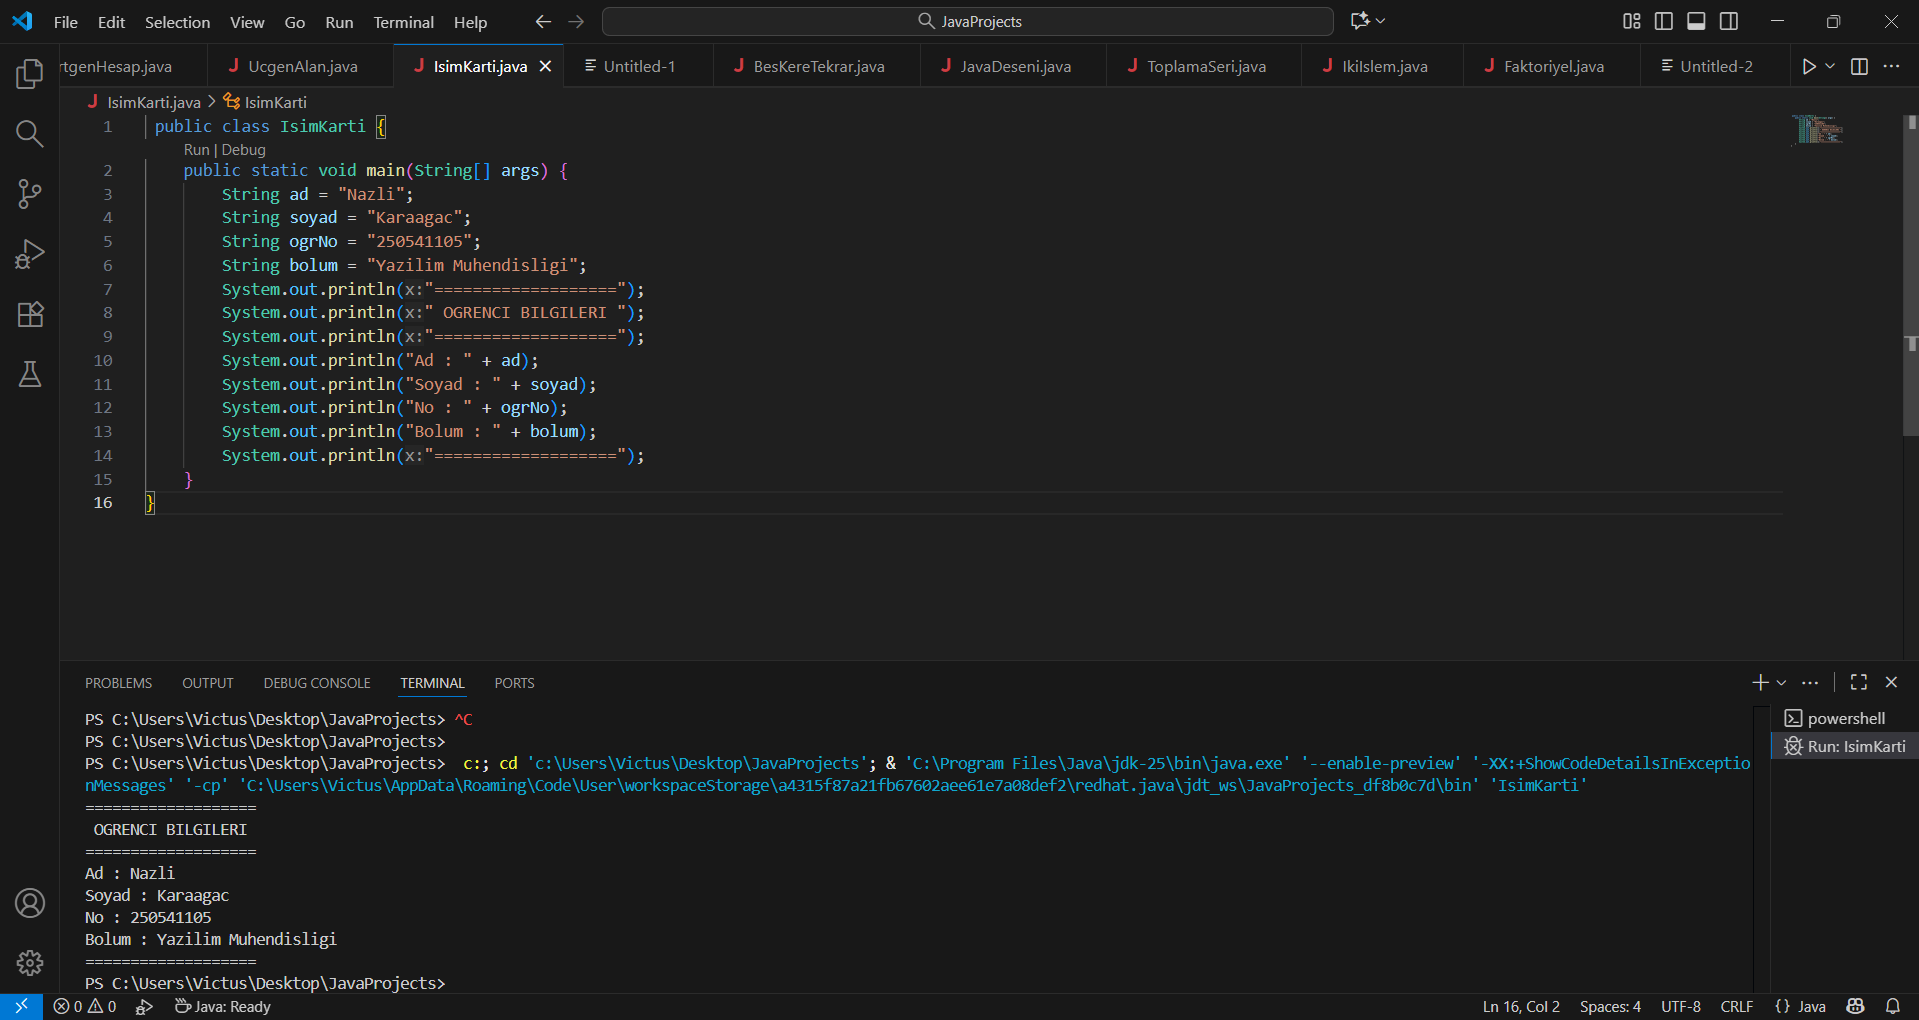 File Edit Selection View Go Run Terminal Help JavaProjects
rtgenHesap.java J UcgenAlan.java J IsimKarti.java Untitled-1 J BesKereTekrar.java J JavaDeseni.java J ToplamaSeri.java J IkiIslem.java J Faktoriyel.java Untitled-2
J IsimKarti.java > IsimKarti
1 public class IsimKarti {
Run | Debug
2 public static void main(String[] args) {
3 String ad = "Nazli";
4 String soyad = "Karaagac";
5 String ogrNo = "250541105";
6 String bolum = "Yazilim Muhendisligi";
7 System.out.println(x:"===================");
8 System.out.println(x:" OGRENCI BILGILERI ");
9 System.out.println(x:"===================");
10 System.out.println("Ad : " + ad);
11 System.out.println("Soyad : " + soyad);
12 System.out.println("No : " + ogrNo);
13 System.out.println("Bolum : " + bolum);
14 System.out.println(x:"===================");
15 }
16 }
PROBLEMS OUTPUT DEBUG CONSOLE TERMINAL PORTS
PS C:\Users\Victus\Desktop\JavaProjects> ^C
PS C:\Users\Victus\Desktop\JavaProjects>
PS C:\Users\Victus\Desktop\JavaProjects>  c:; cd 'c:\Users\Victus\Desktop\JavaProjects'; & 'C:\Program Files\Java\jdk-25\bin\java.exe' '--enable-preview' '-XX:+ShowCodeDetailsInExceptio
nMessages' '-cp' 'C:\Users\Victus\AppData\Roaming\Code\User\workspaceStorage\a4315f87a21fb67602aee61e7a08def2\redhat.java\jdt_ws\JavaProjects_df8b0c7d\bin' 'IsimKarti'
===================
 OGRENCI BILGILERI
===================
Ad : Nazli
Soyad : Karaagac
No : 250541105
Bolum : Yazilim Muhendisligi
===================
PS C:\Users\Victus\Desktop\JavaProjects>
powershell
Run: IsimKarti
0 0 Java: Ready Ln 16, Col 2 Spaces: 4 UTF-8 CRLF {} Java